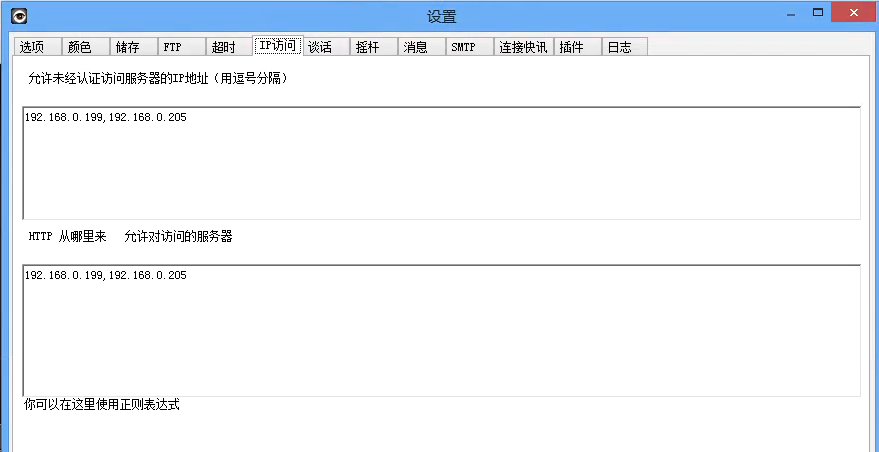 设置
选项 颜色 储存 FTP 超时 IP访问 谈话 摇杆 消息 SMTP 连接快讯 插件 日志
允许未经认证访问服务器的IP地址（用逗号分隔）
192.168.0.199,192.168.0.205
HTTP 从哪里来 允许对访问的服务器
192.168.0.199,192.168.0.205
你可以在这里使用正则表达式